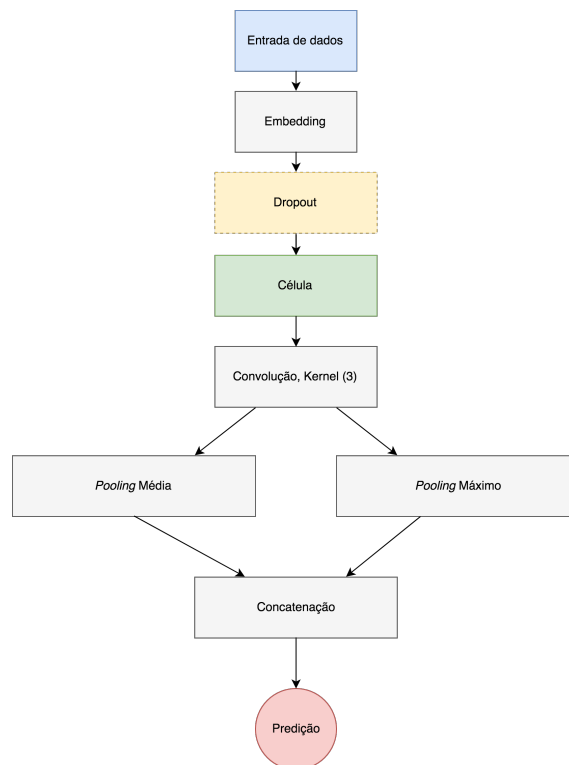 Entrada de dados
Embedding
Dropout
Célula
Convolução, Kernel (3)
Pooling Média
Pooling Máximo
Concatenação
Predição